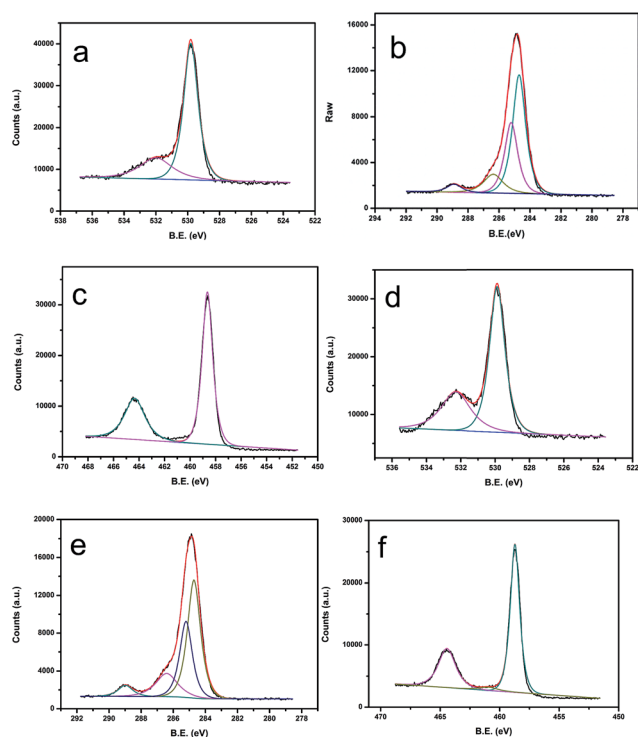 a
40000
30000
20000
10000
0
Counts (a.u.)
538 536 534 532 530 528 526 524 522
B.E. (eV)
b
16000
12000
8000
4000
0
Raw
294 292 290 288 286 284 282 280 278
B.E.(eV)
c
30000
20000
10000
0
Counts (a.u.)
470 468 466 464 462 460 458 456 454 452 450
B.E. (eV)
d
30000
20000
10000
Counts (a.u.)
536 534 532 530 528 526 524 522
B.E. (eV)
e
20000
16000
12000
8000
4000
0
Counts (a.u.)
292 290 288 286 284 282 280 278
B.E. (eV)
f
30000
20000
10000
0
Counts (a.u.)
470 465 460 455 450
B.E. (eV)